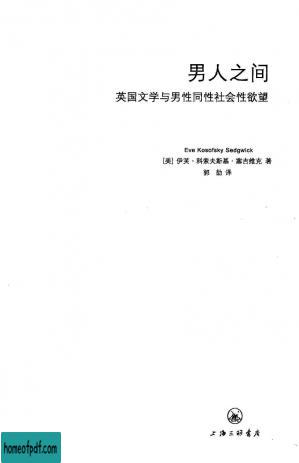 男人之间
英国文学与男性同性社会性欲望
Eve Kosofsky Sedgwick
[美] 伊芙·科索夫斯基·塞吉维克 著
郭劼 译
上海三联书店
homeofpdf.com
homeofpdf.com